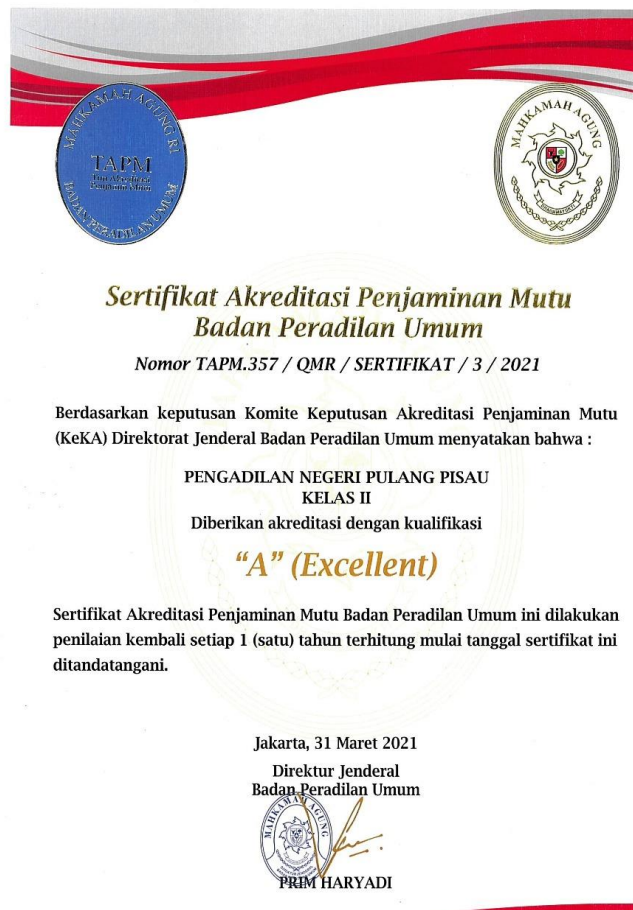 MAHKAMAH AGUNG RI
TAPM
Tim Akreditasi
Penjamin Mutu
BADAN PERADILAN UMUM
MAHKAMAH AGUNG
Sertifikat Akreditasi Penjaminan Mutu
Badan Peradilan Umum
Nomor TAPM.357 / QMR / SERTIFIKAT / 3 / 2021
Berdasarkan keputusan Komite Keputusan Akreditasi Penjaminan Mutu
(KeKA) Direktorat Jenderal Badan Peradilan Umum menyatakan bahwa :
PENGADILAN NEGERI PULANG PISAU
KELAS II
Diberikan akreditasi dengan kualifikasi
“A” (Excellent)
Sertifikat Akreditasi Penjaminan Mutu Badan Peradilan Umum ini dilakukan
penilaian kembali setiap 1 (satu) tahun terhitung mulai tanggal sertifikat ini
ditandatangani.
Jakarta, 31 Maret 2021
Direktur Jenderal
Badan Peradilan Umum
MAHKAMAH AGUNG
PRIM HARYADI